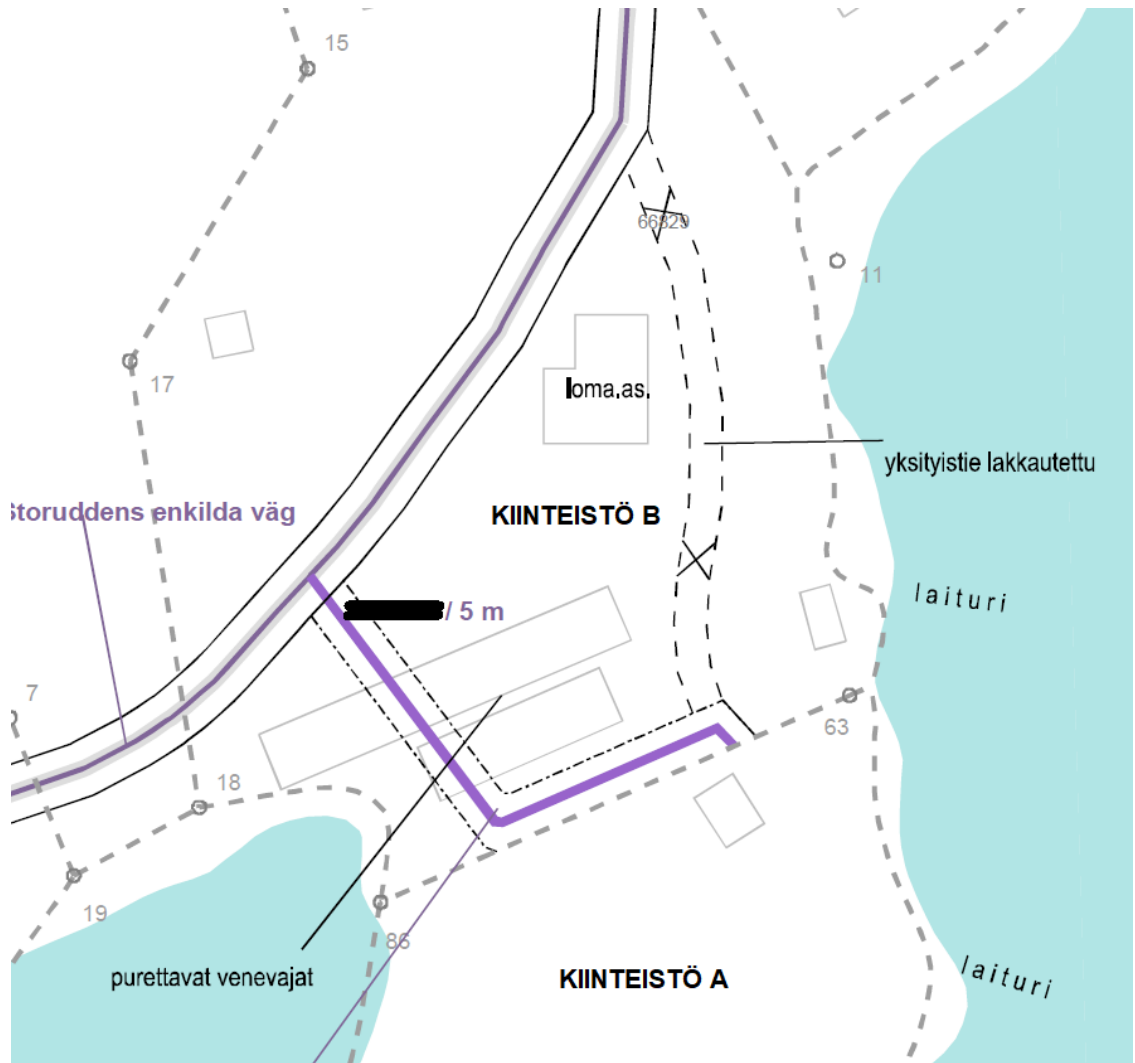 15
66829
11
17
loma.as.
yksityistie lakkautettu
Storuddens enkilda väg
KIINTEISTÖ B
laituri
/ 5 m
7
63
18
19
86
purettavat venevajat
KIINTEISTÖ A
laituri